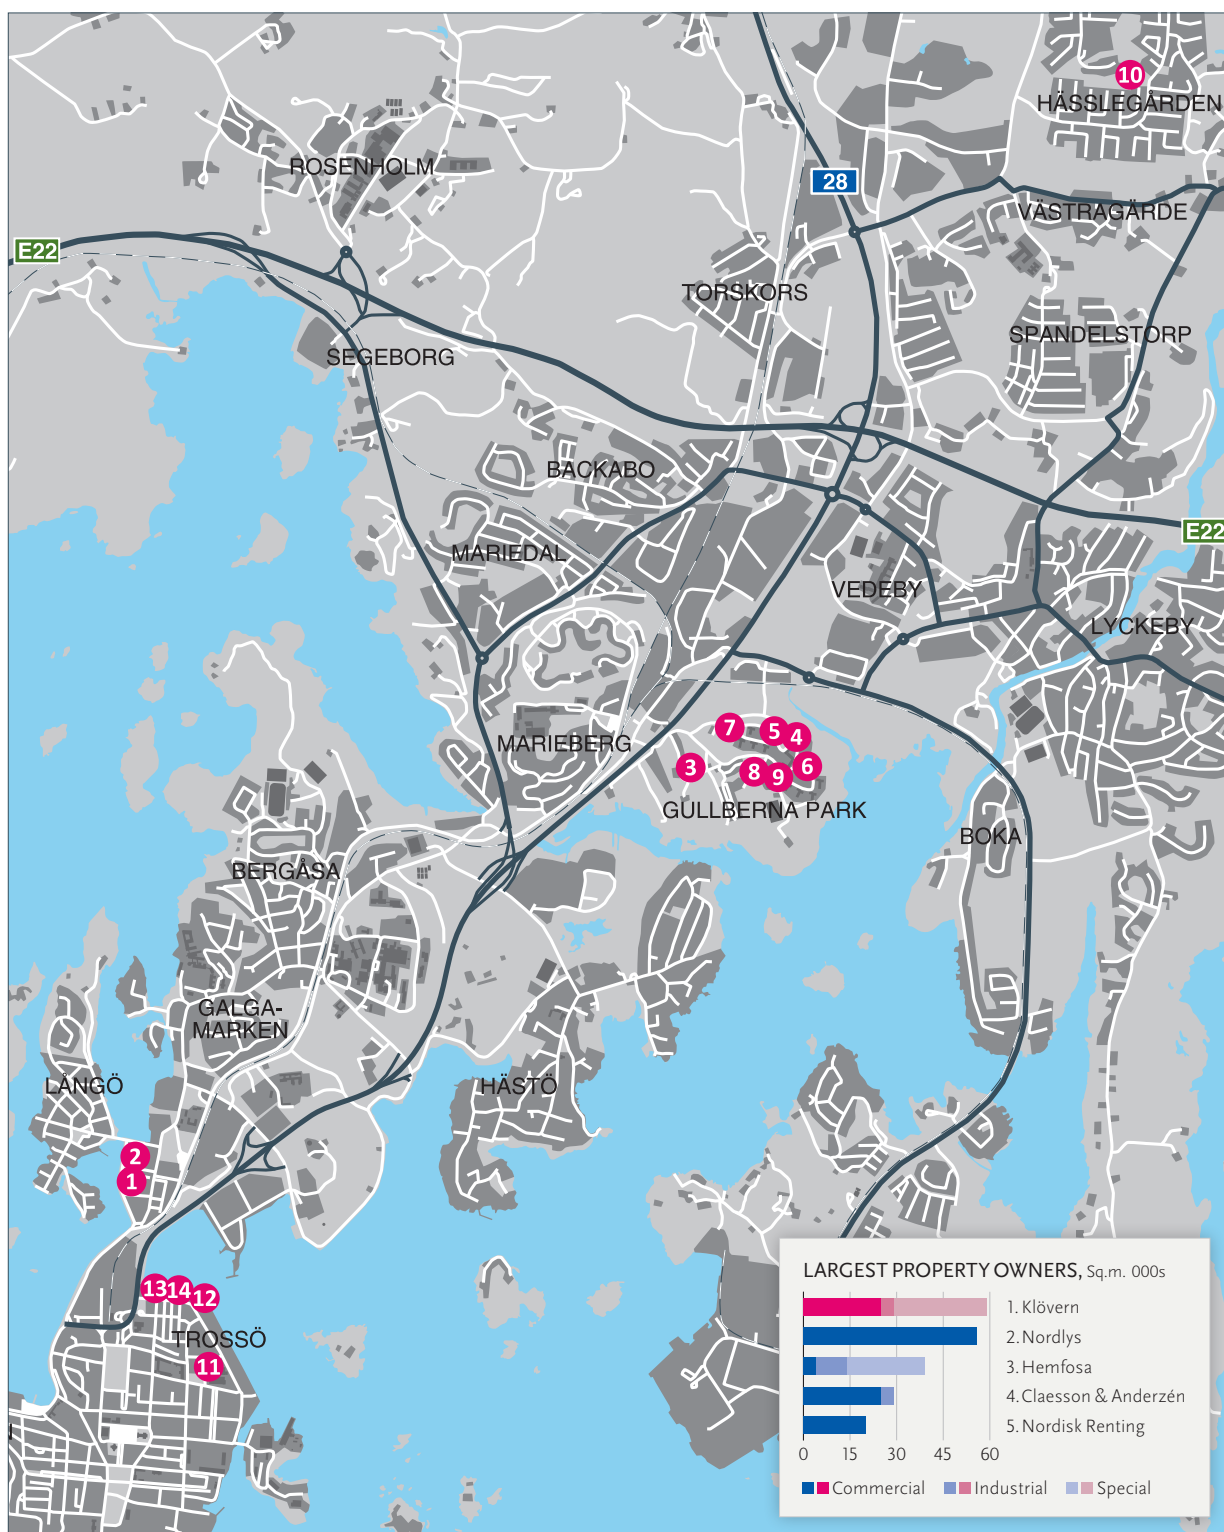 10
HÄSSLEGÅRDEN
ROSENHOLM
28
VÄSTRAGÄRDE
E22
TORSKORS
SPANDELSTORP
SEGEBORG
BACKABO
E22
MARIEDAL
VEDEBY
LYCKEBY
7
5
4
MARIEBERG
3
8
9
6
GULLBERNA PARK
BOKA
BERGÅSA
GALGA-
MARKEN
LÅNGÖ
HÄSTÖ
2
1
13
14
12
TROSSÖ
11
LARGEST PROPERTY OWNERS, Sq.m. 000s
1. Klövern
2. Nordlys
3. Hemfosa
4. Claesson & Anderzén
5. Nordisk Renting
0 15 30 45 60
Commercial Industrial Special